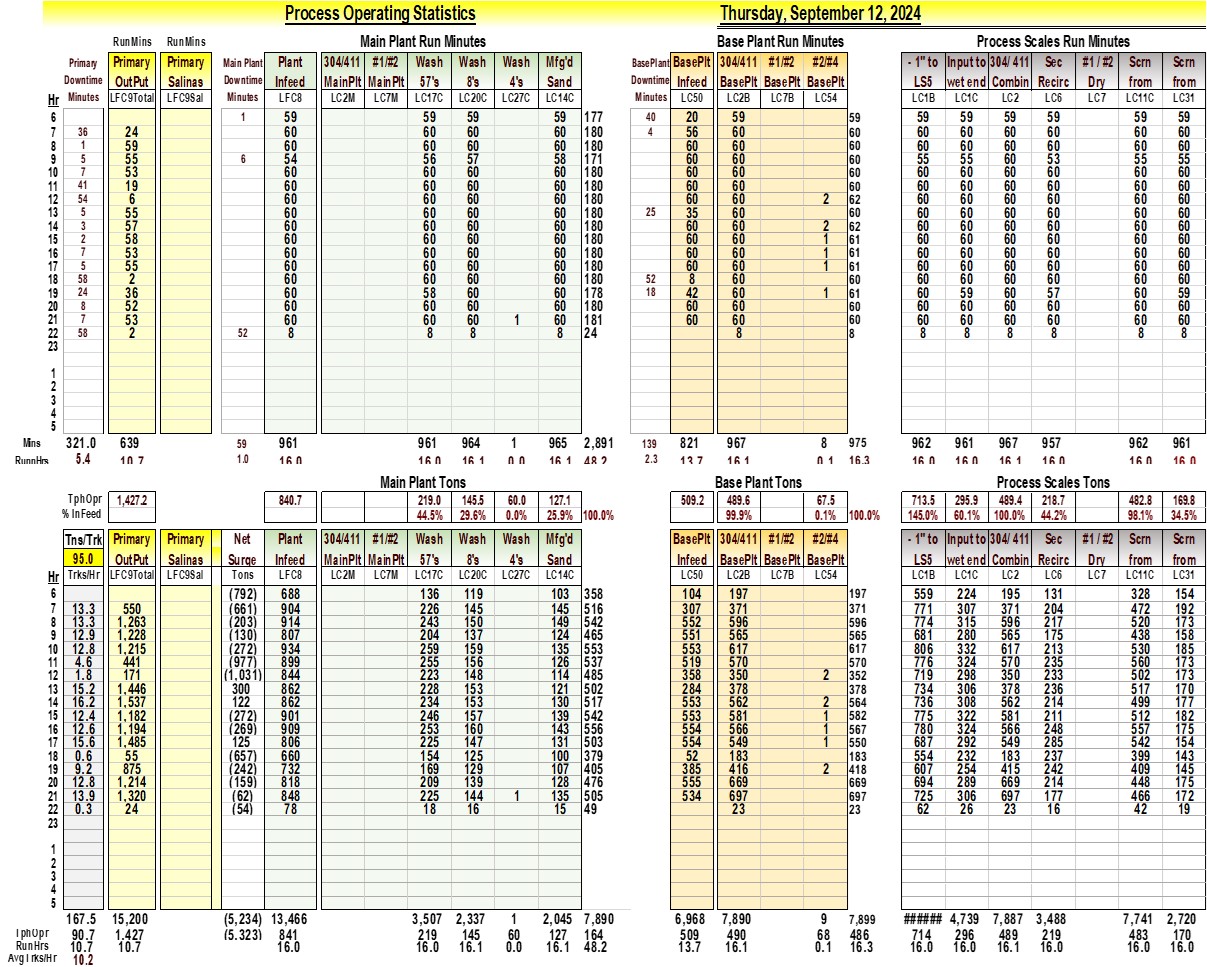 Process Operating Statistics Thursday, September 12, 2024
RunMins RunMins Main Plant Run Minutes Base Plant Run Minutes Process Scales Run Minutes
Primary Primary Primary Main Plant Plant 304/411 #1/#2 Wash Wash Wash Mfg'd BasePlant BasePlt 304/411 #1/#2 #2/#4 - 1" to Input to 304/ 411 Sec #1 / #2 Scrn Scrn
Downtime OutPut Salinas Downtime Infeed MainPlt MainPlt 57's 8's 4's Sand Downtime Infeed BasePlt BasePlt BasePlt LS5 wet end Combin Recirc Dry from from
Hr Minutes LFC9Total LFC9Sal Minutes LFC8 LC2M LC7M LC17C LC20C LC27C LC14C Minutes LC50 LC2B LC7B LC54 LC1B LC1C LC2 LC6 LC7 LC11C LC31
6 1 59 59 59 59 177 40 20 59 59 59 59 59 59 59 59
7 36 24 60 60 60 60 180 4 56 60 60 60 60 60 60 60 60
8 1 59 60 60 60 60 180 60 60 60 60 60 60 60 60 60
9 5 55 6 54 56 57 58 171 60 60 60 55 55 60 53 55 55
10 7 53 60 60 60 60 180 60 60 60 60 60 60 60 60 60
11 41 19 60 60 60 60 180 60 60 60 60 60 60 60 60 60
12 54 6 60 60 60 60 180 60 60 2 62 60 60 60 60 60 60
13 5 55 60 60 60 60 180 25 35 60 60 60 60 60 60 60 60
14 3 57 60 60 60 60 180 60 60 2 62 60 60 60 60 60 60
15 2 58 60 60 60 60 180 60 60 1 61 60 60 60 60 60 60
16 7 53 60 60 60 60 180 60 60 1 61 60 60 60 60 60 60
17 5 55 60 60 60 60 180 60 60 1 61 60 60 60 60 60 60
18 58 2 60 60 60 60 180 52 8 60 60 60 60 60 60 60 60
19 24 36 60 58 60 60 178 18 42 60 1 61 60 59 60 57 60 59
20 8 52 60 60 60 60 180 60 60 60 60 60 60 60 60 60
21 7 53 60 60 60 1 60 181 60 60 60 60 60 60 60 60 60
22 58 2 52 8 8 8 8 24 8 8 8 8 8 8 8 8
23
1
2
3
4
5
Mins 321.0 639 59 961 961 964 1 965 2,891 139 821 967 8 975 962 961 967 957 962 961
RunnHrs 5.4 10.7 1.0 16.0 16.0 16.1 0.0 16.1 48.2 2.3 13.7 16.1 0.1 16.3 16.0 16.0 16.1 16.0 16.0 16.0
Main Plant Tons Base Plant Tons Process Scales Tons
TphOpr 1,427.2 840.7 219.0 145.5 60.0 127.1 509.2 489.6 67.5 713.5 295.9 489.4 218.7 482.8 169.8
% InFeed 44.5% 29.6% 0.0% 25.9% 100.0% 99.9% 0.1% 100.0% 145.0% 60.1% 100.0% 44.2% 98.1% 34.5%
Tns/Trk Primary Primary Net Plant 304/411 #1/#2 Wash Wash Wash Mfg'd BasePlt 304/411 #1/#2 #2/#4 - 1" to Input to 304/ 411 Sec #1 / #2 Scrn Scrn
95.0 OutPut Salinas Surge Infeed MainPlt MainPlt 57's 8's 4's Sand Infeed BasePlt BasePlt BasePlt LS5 wet end Combin Recirc Dry from from
Hr Trks/Hr LFC9Total LFC9Sal Tons LFC8 LC2M LC7M LC17C LC20C LC27C LC14C LC50 LC2B LC7B LC54 LC1B LC1C LC2 LC6 LC7 LC11C LC31
6 (792) 688 136 119 103 358 104 197 197 559 224 195 131 328 154
7 13.3 550 (661) 904 226 145 145 516 307 371 371 771 307 371 204 472 192
8 13.3 1,263 (203) 914 243 150 149 542 552 596 596 774 315 596 217 520 173
9 12.9 1,228 (130) 807 204 137 124 465 551 565 565 681 280 565 175 438 158
10 12.8 1,215 (272) 934 259 159 135 553 553 617 617 806 332 617 213 530 185
11 4.6 441 (977) 899 255 156 126 537 519 570 570 776 324 570 235 560 173
12 1.8 171 (1,031) 844 223 148 114 485 358 350 2 352 719 298 350 233 502 173
13 15.2 1,446 300 862 228 153 121 502 284 378 378 734 306 378 236 517 170
14 16.2 1,537 122 862 234 153 130 517 553 562 2 564 736 308 562 214 499 177
15 12.4 1,182 (272) 901 246 157 139 542 553 581 1 582 775 322 581 211 512 182
16 12.6 1,194 (269) 909 253 160 143 556 554 566 1 567 780 324 566 248 557 175
17 15.6 1,485 125 806 225 147 131 503 554 549 1 550 687 292 549 285 542 154
18 0.6 55 (657) 660 154 125 100 379 52 183 183 554 232 183 237 399 143
19 9.2 875 (242) 732 169 129 107 405 385 416 2 418 607 254 415 242 409 145
20 12.8 1,214 (159) 818 209 139 128 476 555 669 669 694 289 669 214 448 175
21 13.9 1,320 (62) 848 225 144 1 135 505 534 697 697 725 306 697 177 466 172
22 0.3 24 (54) 78 18 16 15 49 23 23 62 26 23 16 42 19
23
1
2
3
4
5
167.5 15,200 (5,234) 13,466 3,507 2,337 1 2,045 7,890 6,968 7,890 9 7,899 ###### 4,739 7,887 3,488 7,741 2,720
TphOpr 90.7 1,427 (5,323) 841 219 145 60 127 164 509 490 68 486 714 296 489 219 483 170
RunHrs 10.7 10.7 16.0 16.0 16.1 0.0 16.1 48.2 13.7 16.1 0.1 16.3 16.0 16.0 16.1 16.0 16.0 16.0
AvgTrks/Hr 10.2